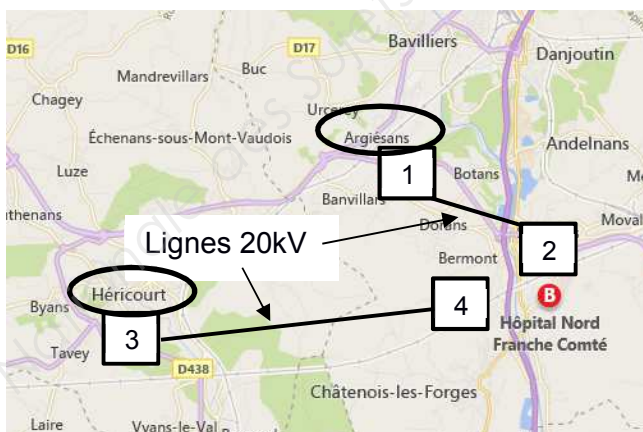 D16
D17
Bavilliers
Danjoutin
Buc
Mandrevillars
Chagey
Urcerey
Argiésans
Échenans-sous-Mont-Vaudois
Andelnans
Luze
1
Botans
Banvillars
thenans
Dorans
Moval
Lignes 20kV
2
Bermont
Héricourt
4
B
Byans
Hôpital Nord
Franche Comté
3
Tavey
D438
Châtenois-les-Forges
Laire
Vyans-le-Val